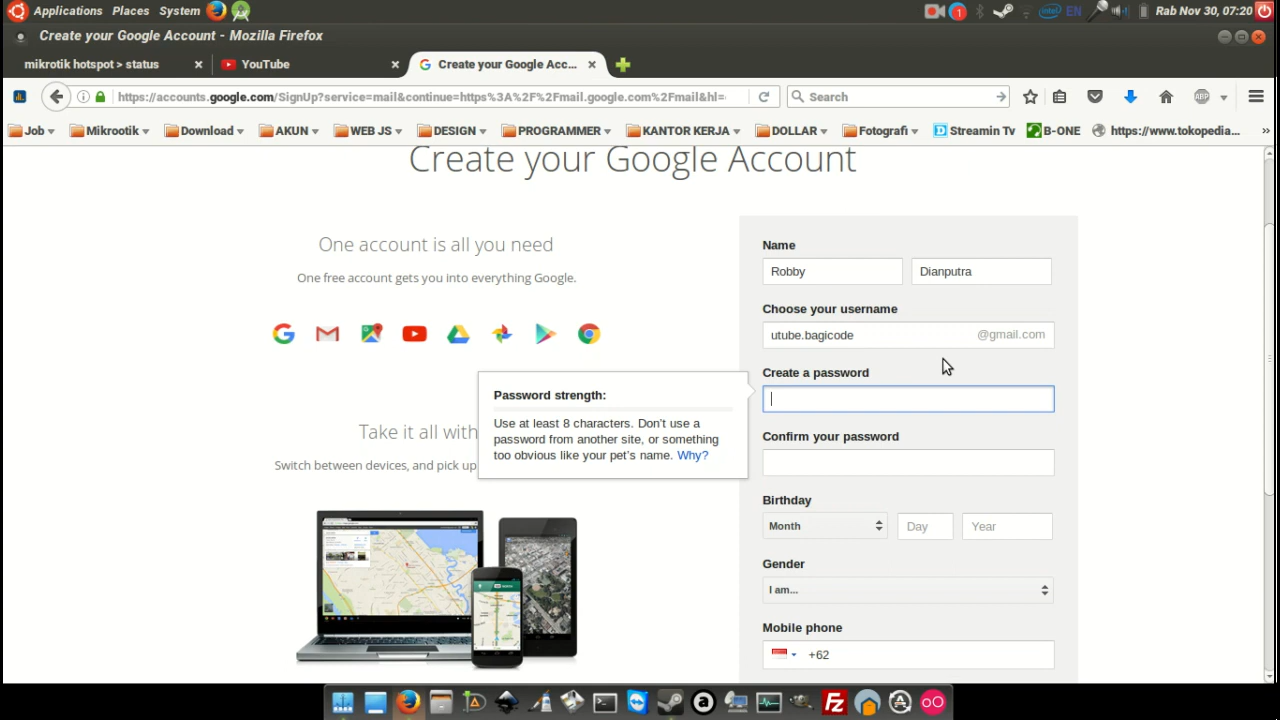 Applications Places System
1 EN Rab Nov 30, 07:20
Create your Google Account - Mozilla Firefox
mikrotik hotspot > status
YouTube
Create your Google Acc...
https://accounts.google.com/SignUp?service=mail&continue=https%3A%2F%2Fmail.google.com%2Fmail&hl=
Search
ABP
Job Mikrootik Download AKUN WEB JS DESIGN PROGRAMMER KANTOR KERJA DOLLAR Fotografi Streamin Tv B-ONE https://www.tokopedia... »
Create your Google Account
One account is all you need
One free account gets you into everything Google.
Take it all with
Switch between devices, and pick up
Password strength:
Use at least 8 characters. Don't use a
password from another site, or something
too obvious like your pet's name. Why?
Name
Robby Dianputra
Choose your username
utube.bagicode @gmail.com
Create a password
Confirm your password
Birthday
Month Day Year
Gender
I am...
Mobile phone
+62